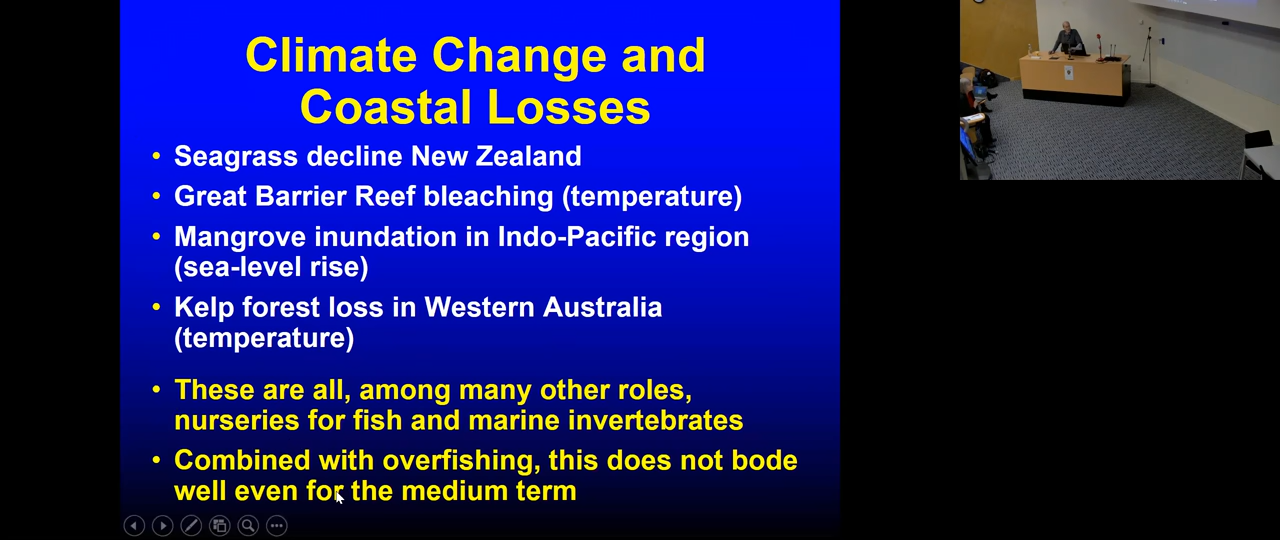 Climate Change and
Coastal Losses
• Seagrass decline New Zealand
• Great Barrier Reef bleaching (temperature)
• Mangrove inundation in Indo-Pacific region
(sea-level rise)
• Kelp forest loss in Western Australia
(temperature)
• These are all, among many other roles,
nurseries for fish and marine invertebrates
• Combined with overfishing, this does not bode
well even for the medium term